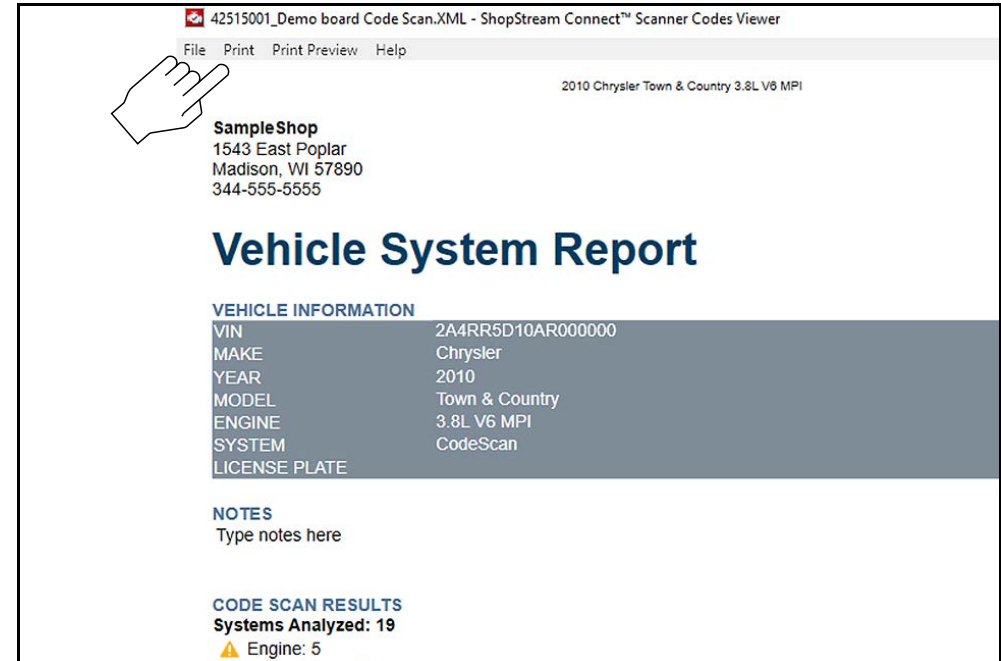 42515001_Demo board Code Scan.XML - ShopStream Connect™ Scanner Codes Viewer
File Print Print Preview Help
2010 Chrysler Town & Country 3.8L V6 MPI
SampleShop
1543 East Poplar
Madison, WI 57890
344-555-5555
Vehicle System Report
VEHICLE INFORMATION
VIN 2A4RR5D10AR000000
MAKE Chrysler
YEAR 2010
MODEL Town & Country
ENGINE 3.8L V6 MPI
SYSTEM CodeScan
LICENSE PLATE
NOTES
Type notes here
CODE SCAN RESULTS
Systems Analyzed: 19
Engine: 5